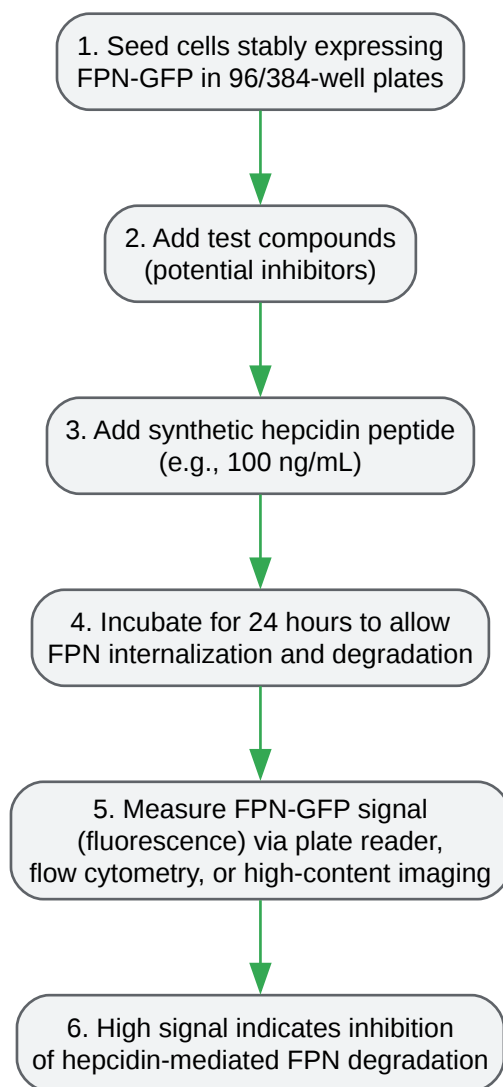 1. Seed cells stably expressing
FPN-GFP in 96/384-well plates
2. Add test compounds
(potential inhibitors)
3. Add synthetic hepcidin peptide
(e.g., 100 ng/mL)
4. Incubate for 24 hours to allow
FPN internalization and degradation
5. Measure FPN-GFP signal
(fluorescence) via plate reader,
flow cytometry, or high-content imaging
6. High signal indicates inhibition
of hepcidin-mediated FPN degradation